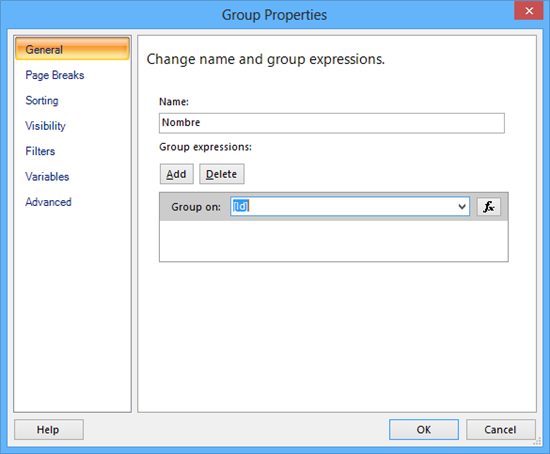 Group Properties
General
Page Breaks
Sorting
Visibility
Filters
Variables
Advanced
Change name and group expressions.
Name:
Nombre
Group expressions:
Add Delete
Group on: [Id] fx
Help OK Cancel